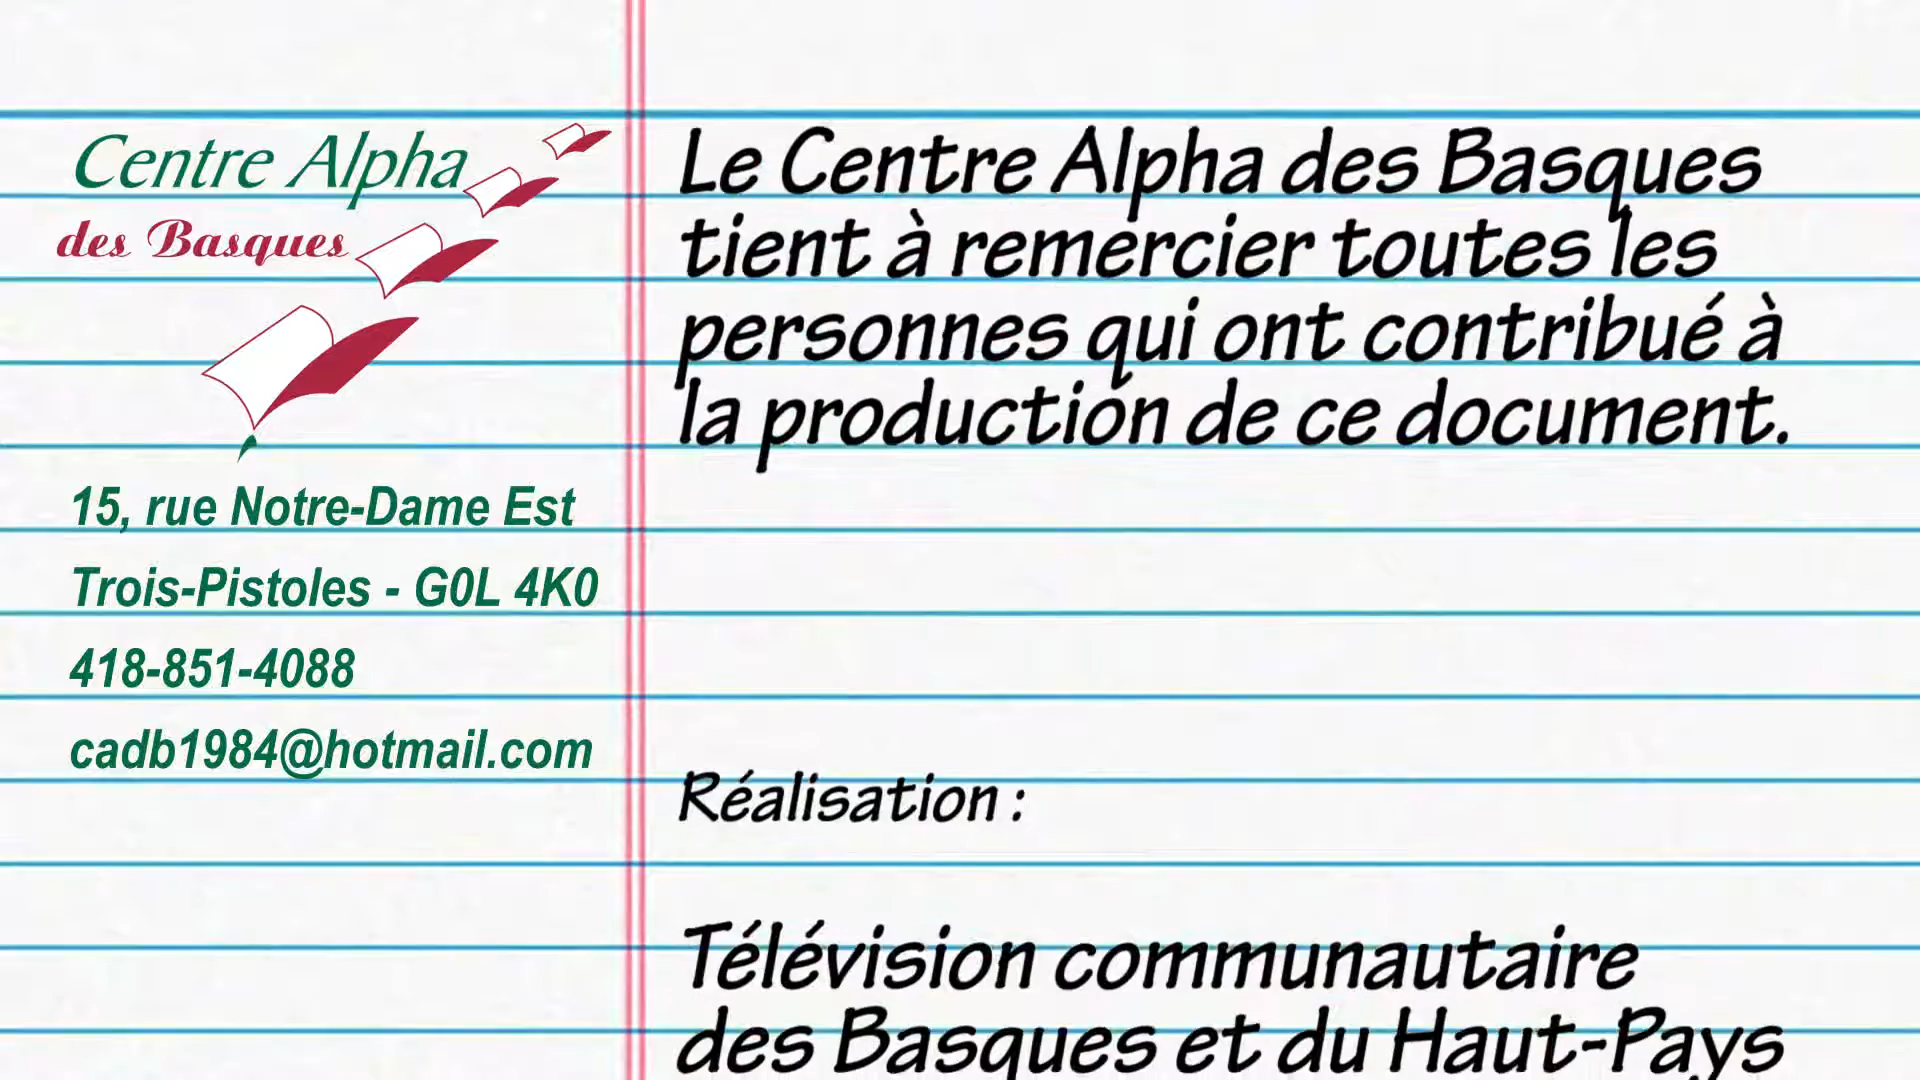 Centre Alpha
des Basques
15, rue Notre-Dame Est
Trois-Pistoles - G0L 4K0
418-851-4088
cadb1984@hotmail.com
Le Centre Alpha des Basques
tient à remercier toutes les
personnes qui ont contribué à
la production de ce document.
Réalisation :
Télévision communautaire
des Basques et du Haut-Pays